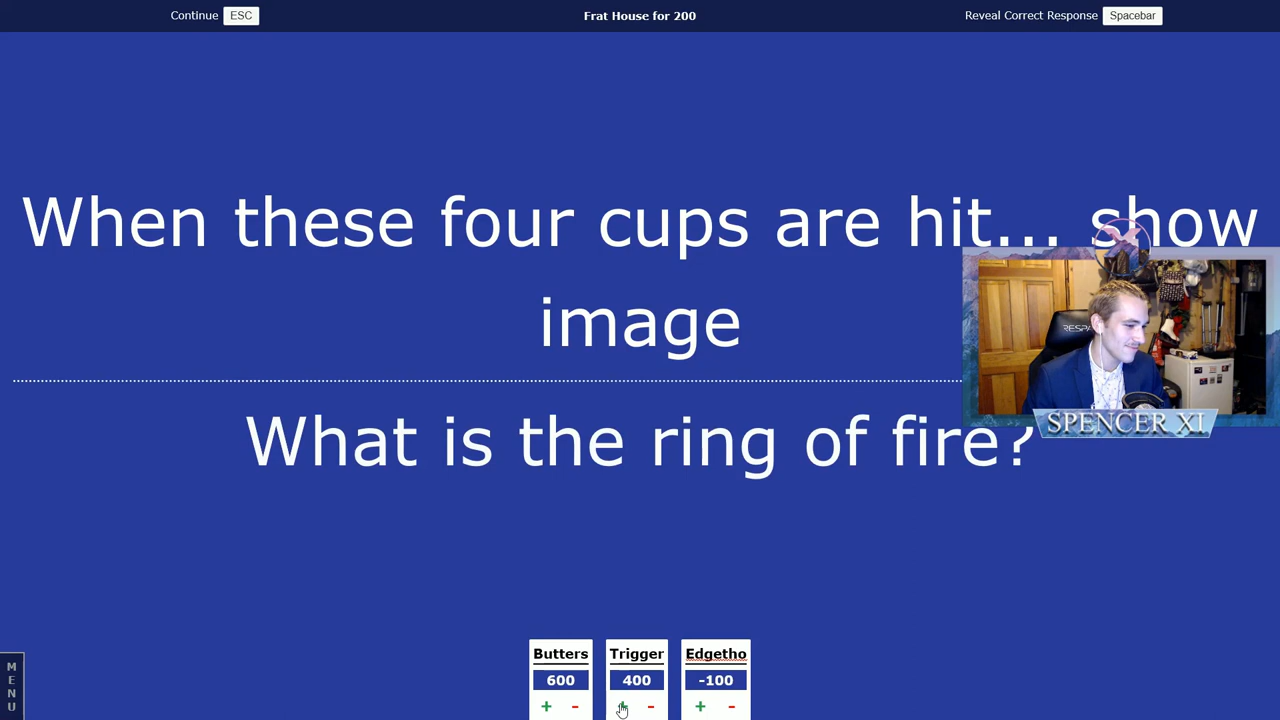 Continue ESC Frat House for 200 Reveal Correct Response Spacebar
When these four cups are hit... show
image
What is the ring of fire?
SPENCER XI
MENU
Butters Trigger Edgetho
600 400 -100
+ - + - + -